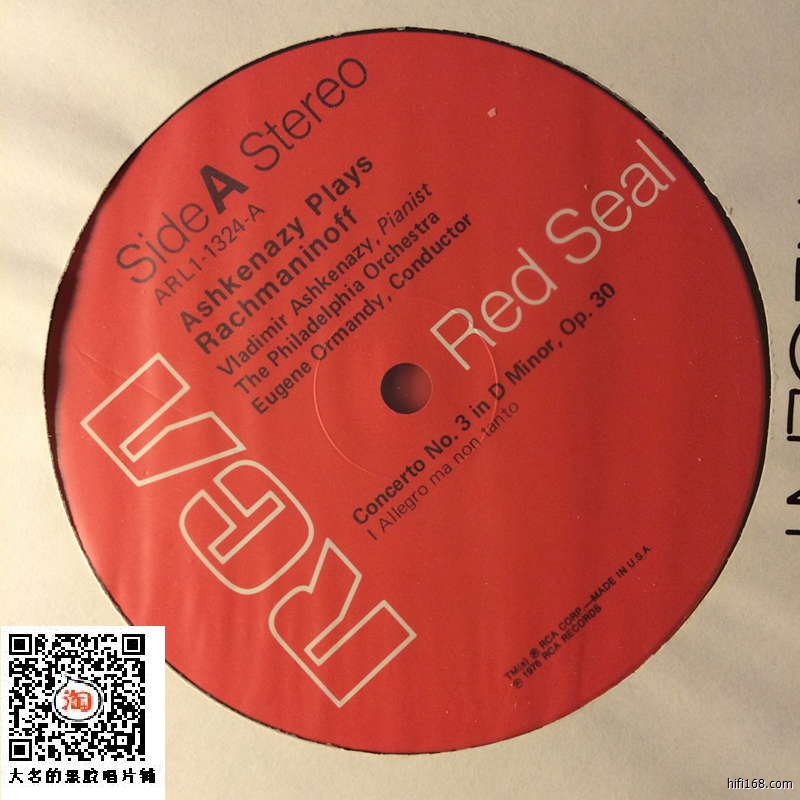 Side A Stereo
ARL1-1324-A
Ashkenazy Plays
Rachmaninoff
Vladimir Ashkenazy, Pianist
The Philadelphia Orchestra
Eugene Ormandy, Conductor
Red Seal
RCA
Concerto No. 3 in D Minor, Op. 30
I Allegro ma non tanto
TM(s) ® RCA CORP.—MADE IN U.S.A
℗ 1976 RCA RECORDS
淘
大名的黑胶唱片铺
hifi168.com